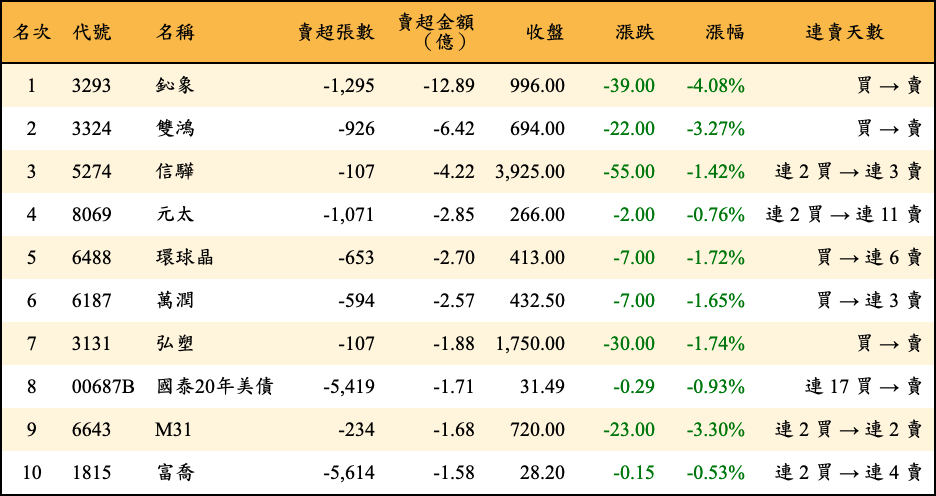 名次 代號 名稱 賣超張數 賣超金額（億） 收盤 漲跌 漲幅 連賣天數
1 3293 鈊象 -1,295 -12.89 996.00 -39.00 -4.08% 買 → 賣
2 3324 雙鴻 -926 -6.42 694.00 -22.00 -3.27% 買 → 賣
3 5274 信驊 -107 -4.22 3,925.00 -55.00 -1.42% 連 2 買 → 連 3 賣
4 8069 元太 -1,071 -2.85 266.00 -2.00 -0.76% 連 2 買 → 連 11 賣
5 6488 環球晶 -653 -2.70 413.00 -7.00 -1.72% 買 → 連 6 賣
6 6187 萬潤 -594 -2.57 432.50 -7.00 -1.65% 買 → 連 3 賣
7 3131 弘塑 -107 -1.88 1,750.00 -30.00 -1.74% 買 → 賣
8 00687B 國泰20年美債 -5,419 -1.71 31.49 -0.29 -0.93% 連 17 買 → 賣
9 6643 M31 -234 -1.68 720.00 -23.00 -3.30% 連 2 買 → 連 2 賣
10 1815 富喬 -5,614 -1.58 28.20 -0.15 -0.53% 連 2 買 → 連 4 賣